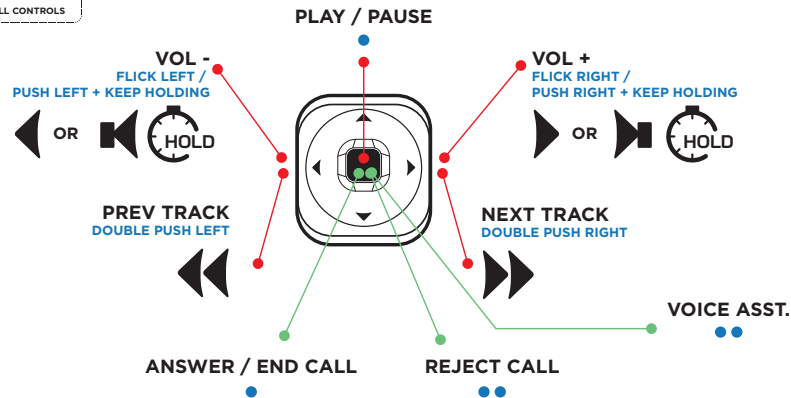 LL CONTROLS
PLAY / PAUSE
VOL -
FLICK LEFT /
PUSH LEFT + KEEP HOLDING
OR
HOLD
VOL +
FLICK RIGHT /
PUSH RIGHT + KEEP HOLDING
OR
HOLD
PREV TRACK
DOUBLE PUSH LEFT
NEXT TRACK
DOUBLE PUSH RIGHT
VOICE ASST.
ANSWER / END CALL
REJECT CALL